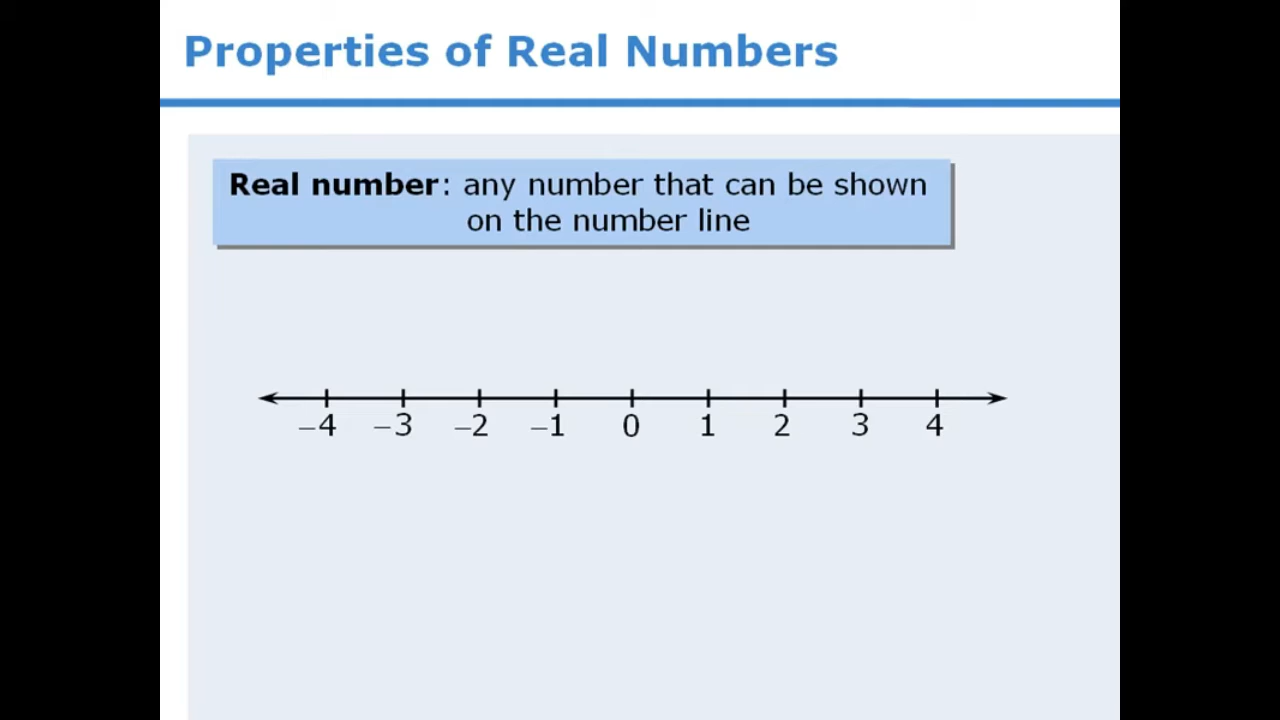 Properties of Real Numbers
Real number: any number that can be shown
on the number line
–4 –3 –2 –1 0 1 2 3 4